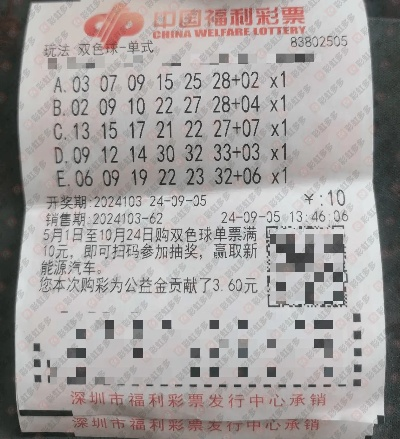 中国福利彩票
CHINA WELFARE LOTTERY
玩法 双色球-单式 83802505
A. 03 07 09 15 25 28+02 x1
B. 02 09 10 22 27 28+04 x1
C. 13 15 17 21 22 27+07 x1
D. 09 12 14 30 32 33+03 x1
E. 06 09 19 22 23 32+06 x1
开奖期:2024103 24-09-05 ¥:10
销售期:2024103-62 24-09-05 13:46:06
5月1日至10月24日购双色球单票满
10元，即可扫码参加抽奖，赢取新
能源汽车。
您本次购彩为公益金贡献了3.60元
深圳市福利彩票发行中心承销
深圳市福利彩票发行中心承销